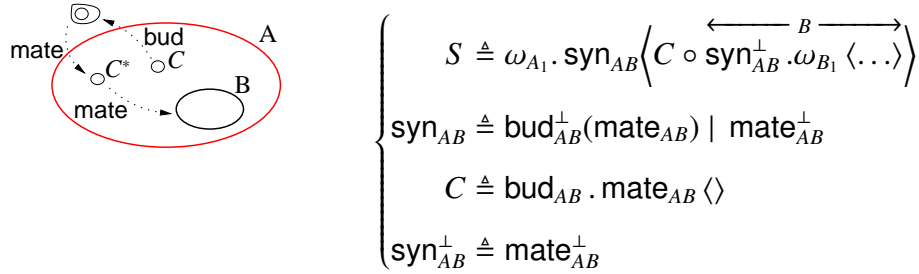 mate bud A
C* C
mate B
B
S ≜ ω_{A_1} . syn_{AB}⟨C ∘ syn^⊥_{AB} .ω_{B_1} ⟨...⟩⟩
syn_{AB} ≜ bud^⊥_{AB}(mate_{AB}) | mate^⊥_{AB}
C ≜ bud_{AB} . mate_{AB} ⟨⟩
syn^⊥_{AB} ≜ mate^⊥_{AB}